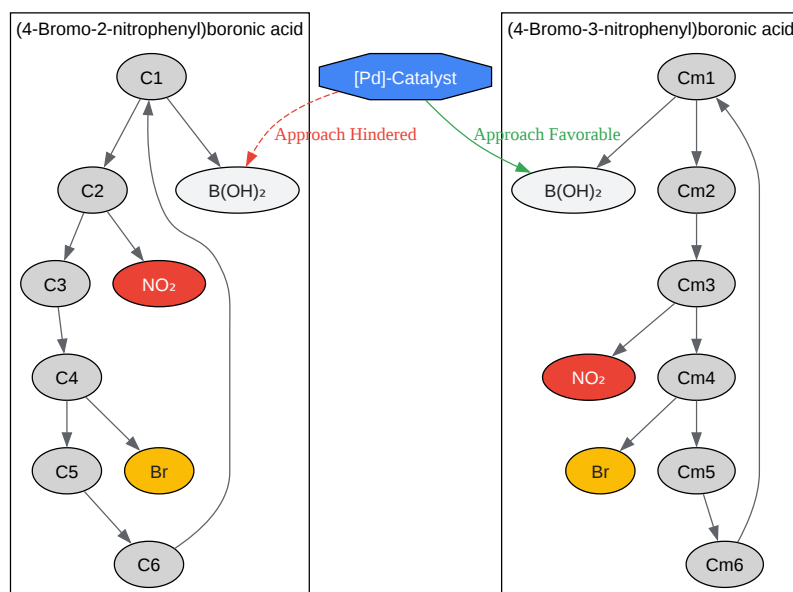 (4-Bromo-2-nitrophenyl)boronic acid
(4-Bromo-3-nitrophenyl)boronic acid
C1
[Pd]-Catalyst
Cm1
Approach Hindered
Approach Favorable
C2
B(OH)₂
B(OH)₂
Cm2
C3
NO₂
Cm3
C4
NO₂
Cm4
C5
Br
Br
Cm5
C6
Cm6